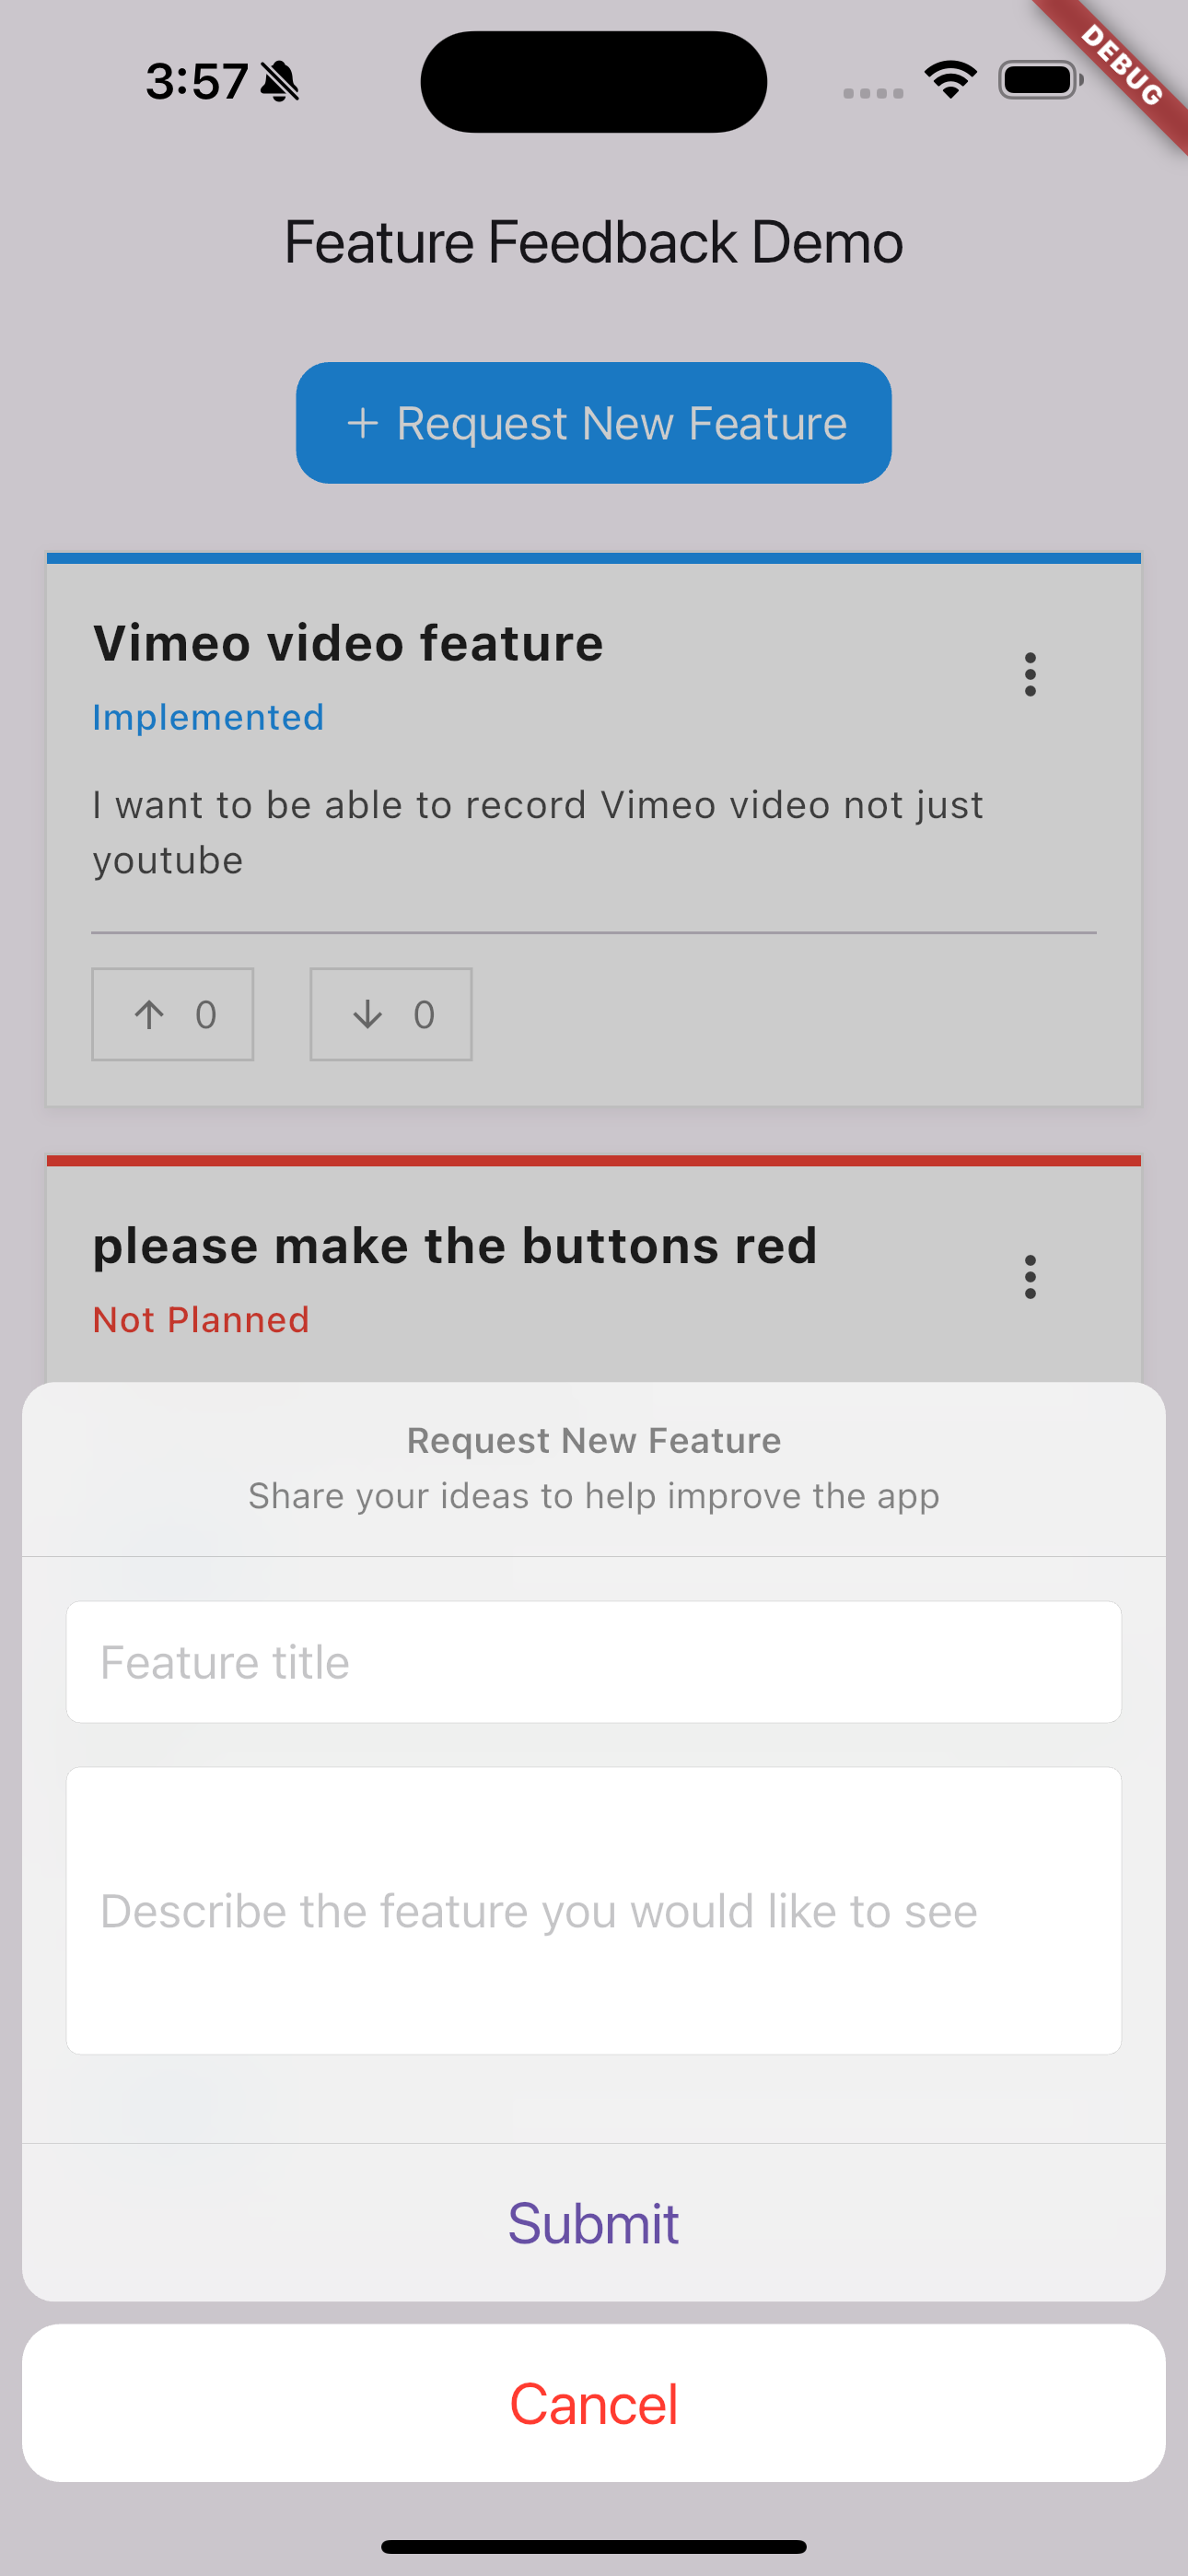 3:57
DEBUG
Feature Feedback Demo
+ Request New Feature
Vimeo video feature
Implemented
I want to be able to record Vimeo video not just
youtube
↑ 0 ↓ 0
please make the buttons red
Not Planned
Request New Feature
Share your ideas to help improve the app
Feature title
Describe the feature you would like to see
Submit
Cancel